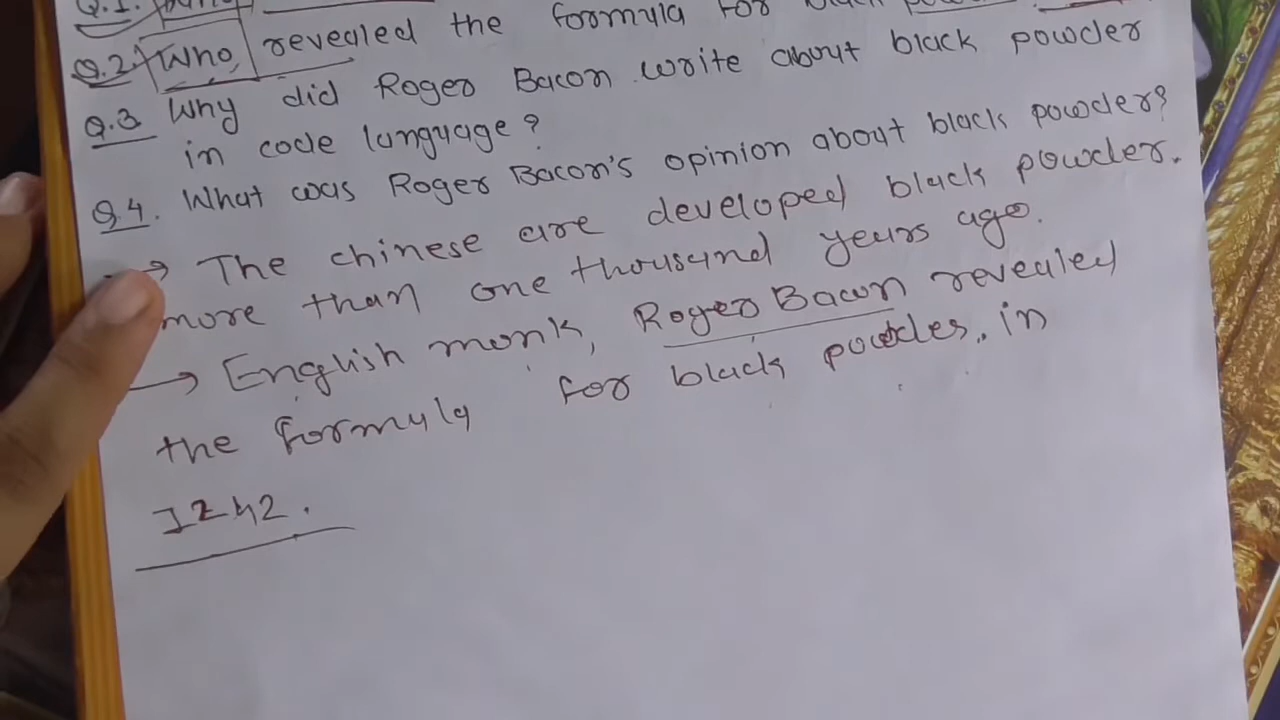 Q.1.
Q.2. Who revealed the formula for black
Q.3 Why did Roger Bacon write about black powder
in code language?
Q.4. What was Roger Bacon's opinion about black powder?
→ The chinese are developed black powder.
more than one thousand years ago.
→ English monk, Roger Bacon revealed
the formula for black powder, in
1242.